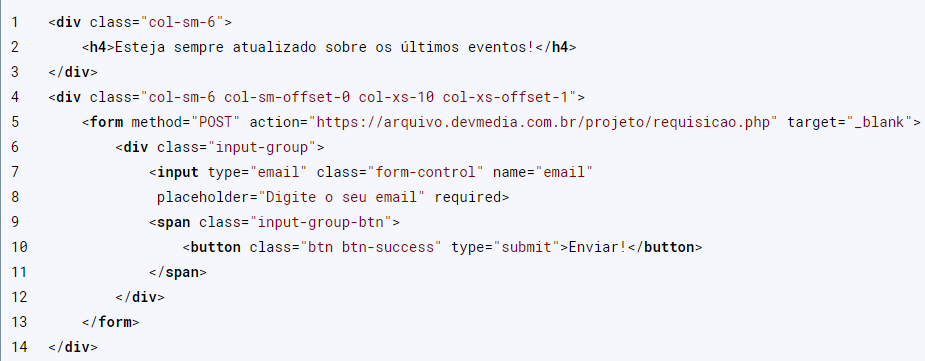 1 <div class="col-sm-6">
2 <h4>Esteja sempre atualizado sobre os últimos eventos!</h4>
3 </div>
4 <div class="col-sm-6 col-sm-offset-0 col-xs-10 col-xs-offset-1">
5 <form method="POST" action="https://arquivo.devmedia.com.br/projeto/requisicao.php" target="_blank">
6 <div class="input-group">
7 <input type="email" class="form-control" name="email"
8 placeholder="Digite o seu email" required>
9 <span class="input-group-btn">
10 <button class="btn btn-success" type="submit">Enviar!</button>
11 </span>
12 </div>
13 </form>
14 </div>